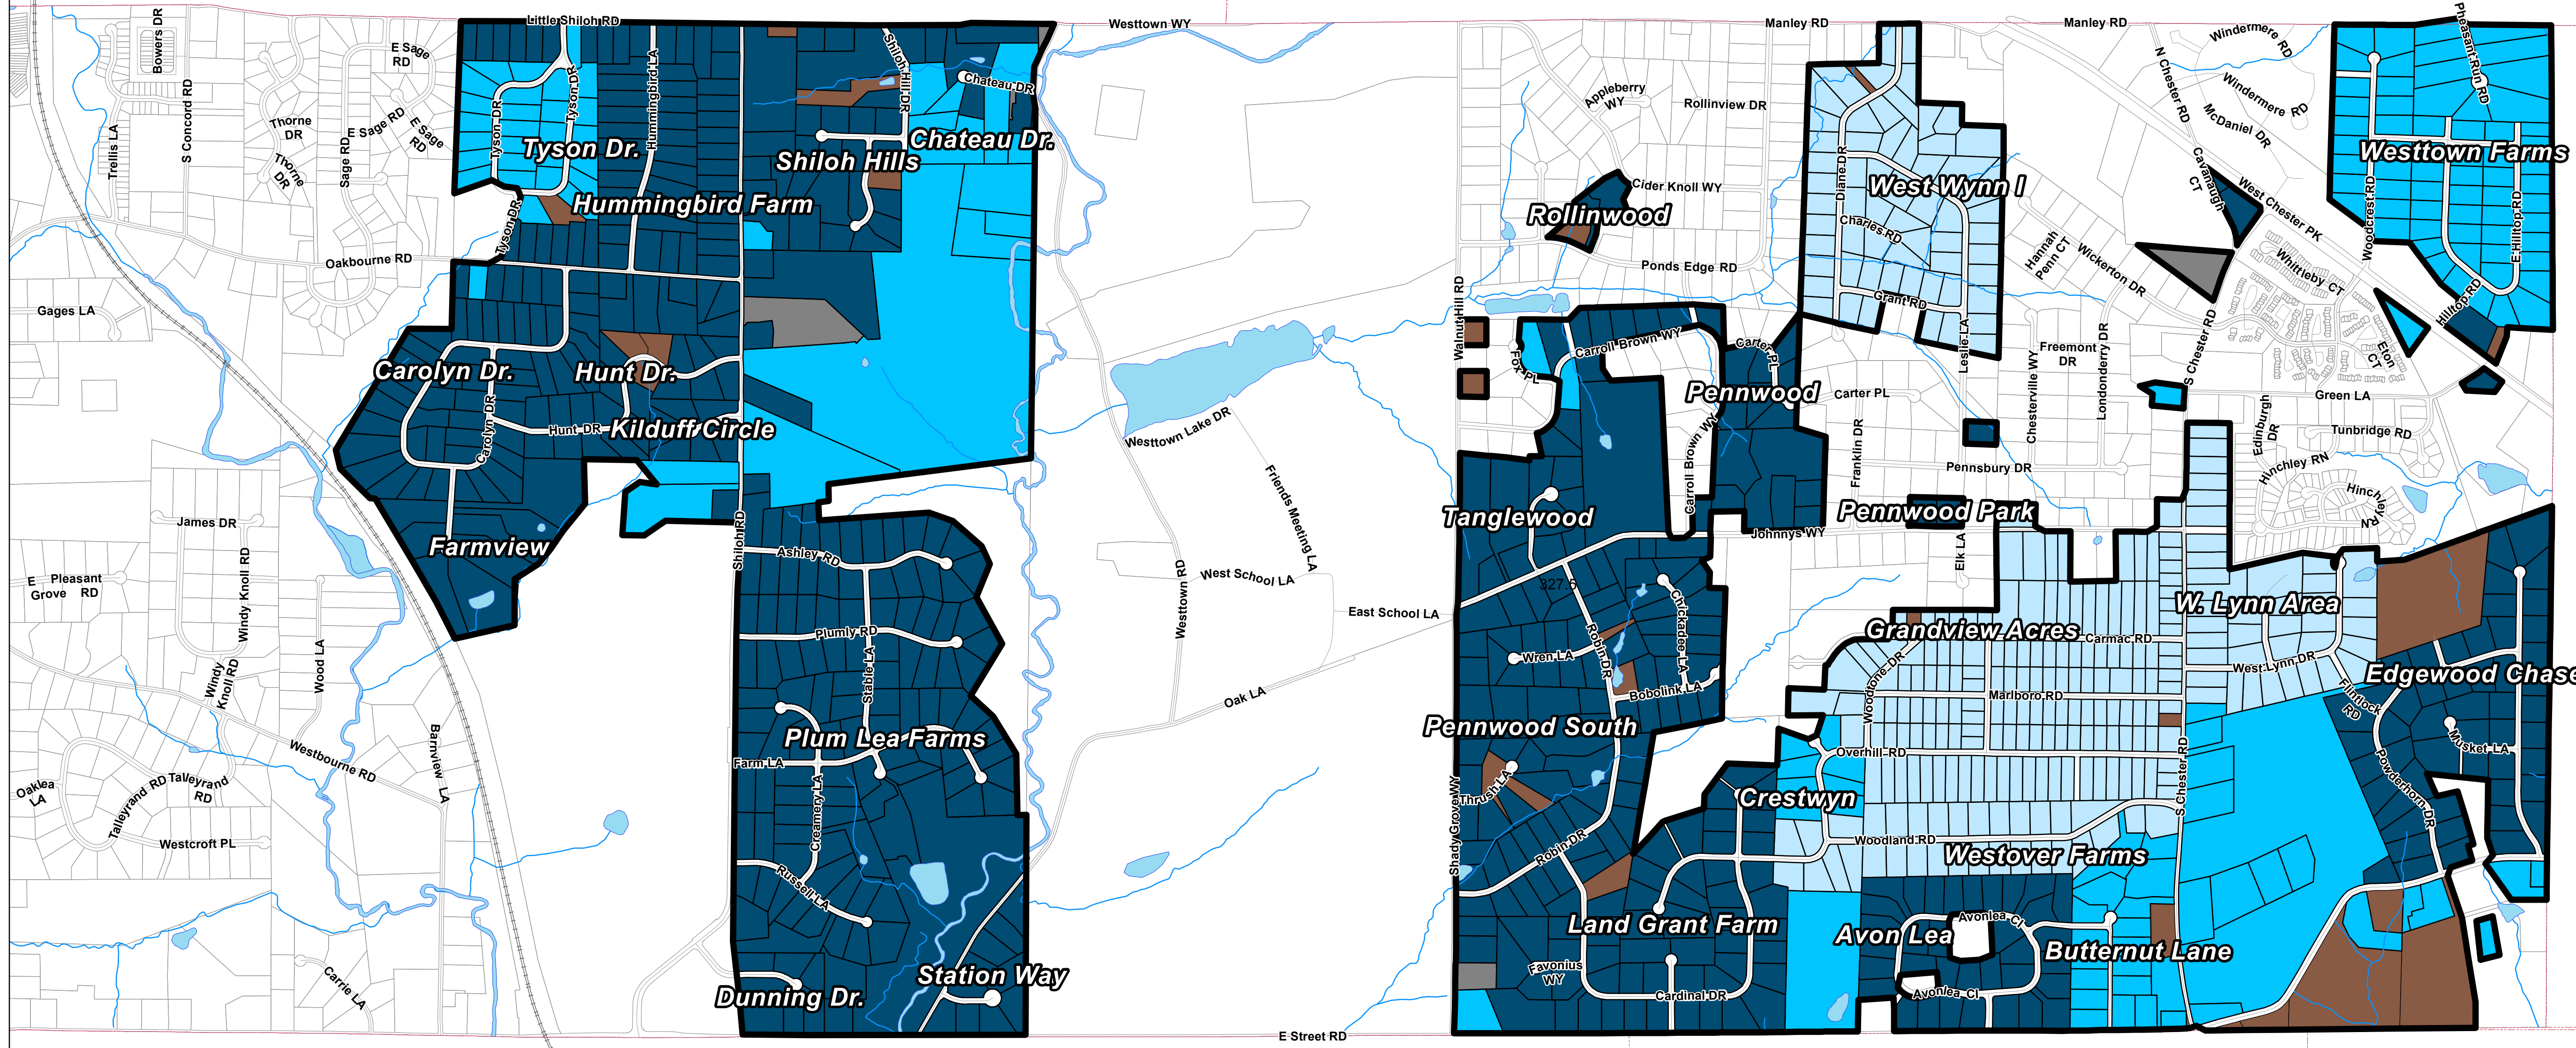 Little Shiloh RD
Westtown WY
Manley RD
Manley RD
Bowers DR
E Sage
RD
Tyson DR
Tyson DR
Hummingbird LA
Shiloh Hill DR
Chateau DR
Trellis LA
S Concord RD
Thorne
DR
E Sage RD
E Sage
RD
Sage RD
Thorne
DR
Tyson Dr.
Shiloh Hills
Chateau Dr.
Hummingbird Farm
Tyson DR
Oakbourne RD
Gages LA
Carolyn Dr.
Hunt Dr.
Carolyn DR
Hunt DR
Kilduff Circle
Farmview
Shiloh RD
James DR
E Pleasant
Grove RD
Windy Knoll RD
Windy
Knoll RD
Wood LA
Westbourne RD
Barnview LA
Oaklea
LA
Talleyrand RD
Talleyrand
RD
Westcroft PL
Carrie LA
Ashley RD
Plumly RD
Stable LA
Plum Lea Farms
Farm LA
Creamery LA
Russell LA
Dunning Dr.
Station Way
Westtown Lake DR
Friends Meeting LA
Westtown RD
West School LA
East School LA
Oak LA
E Street RD
Appleberry
WY
Rollinview DR
Cider Knoll WY
Rollinwood
Ponds Edge RD
Walnut Hill RD
Fox PL
Carroll Brown WY
Carter PL
Pennwood
Carter PL
Carroll Brown WY
Franklin DR
Tanglewood
Johnnys WY
327.5
Chickadee LA
Wren LA
Robin DR
Bobolink LA
Pennwood South
Thrush LA
Shady Grove WY
Robin DR
Land Grant Farm
Favonius
WY
Cardinal DR
Diane DR
West Wynn I
Charles RD
Grant RD
Leslie LA
N Chester RD
Windermere
RD
Windermere RD
McDaniel DR
Cavanaugh
CT
West Chester PK
Hannah
Penn CT
Wickerton DR
Whittleby CT
Eton
CT
Chesterville WY
Freemont
DR
Londonderry DR
S Chester RD
Green LA
Pennsbury DR
Edinburgh
DR
Tunbridge RD
Hinchley RN
Hinchley
RN
Pheasant Run RD
Westtown Farms
Woodcrest RD
E Hilltop RD
Hilltop RD
Pennwood Park
Elk LA
Grandview Acres
W. Lynn Area
Carmac RD
Woodtone DR
West Lynn DR
Marlboro RD
Flintlock
RD
Edgewood Chase
Overhill RD
Crestwyn
S Chester RD
Musket LA
Powderhorn DR
Woodland RD
Westover Farms
Avonlea CI
Avon Lea
Butternut Lane
Avonlea CI